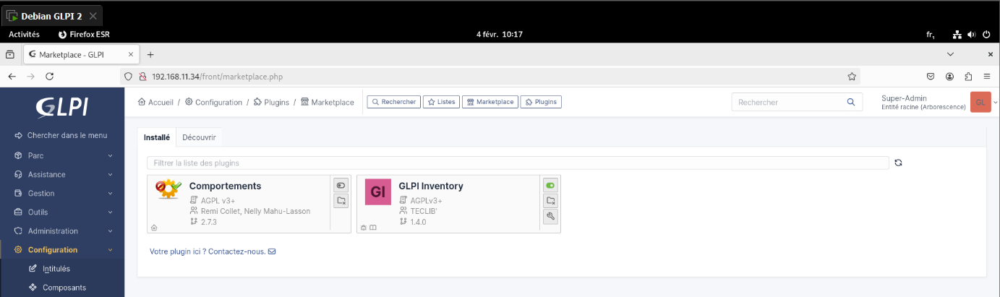 Debian GLPI 2
Activités Firefox ESR 4 févr. 10:17 fr₁
Marketplace - GLPI
192.168.11.34/front/marketplace.php
GLPI
Accueil / Configuration / Plugins / Marketplace Rechercher Listes Marketplace Plugins Rechercher Super-Admin
Entité racine (Arborescence) GL
Chercher dans le menu
Parc
Assistance
Gestion
Outils
Administration
Configuration
Intitulés
Composants
Installé Découvrir
Filtrer la liste des plugins
Comportements
AGPL v3+
Remi Collet, Nelly Mahu-Lasson
2.7.3
GI
GLPI Inventory
AGPLv3+
TECLIB'
1.4.0
Votre plugin ici ? Contactez-nous.